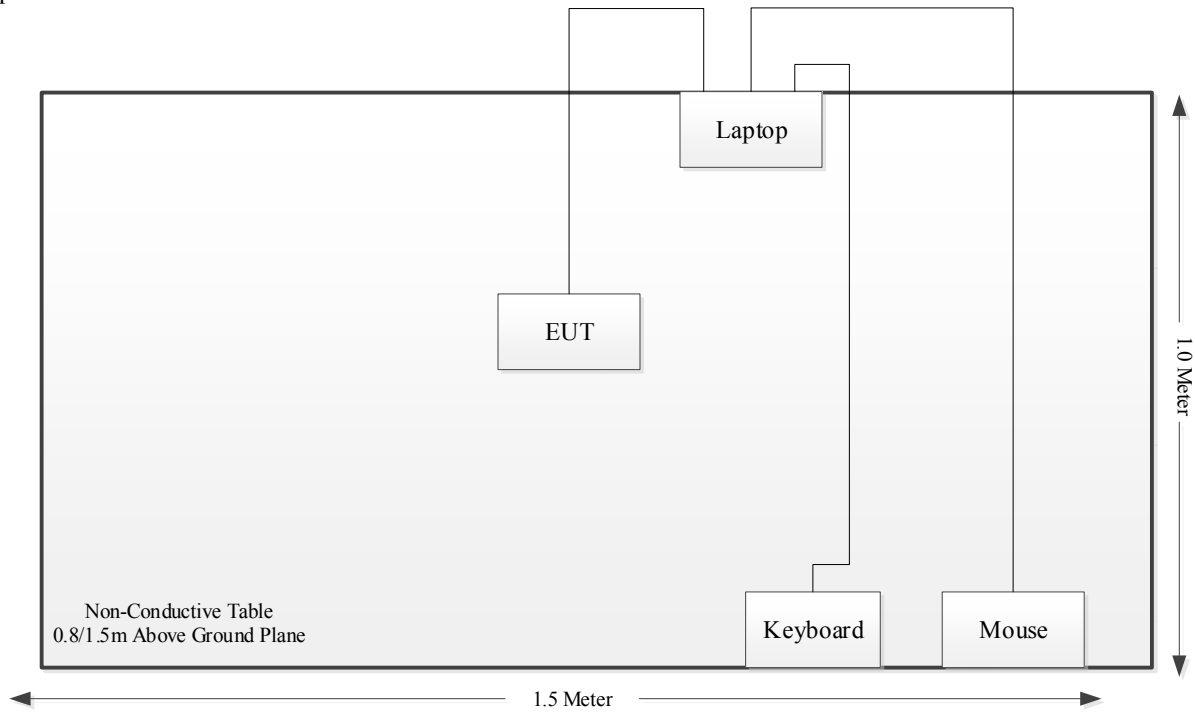 Laptop
EUT
1.0 Meter
Non-Conductive Table
0.8/1.5m Above Ground Plane
Keyboard
Mouse
1.5 Meter